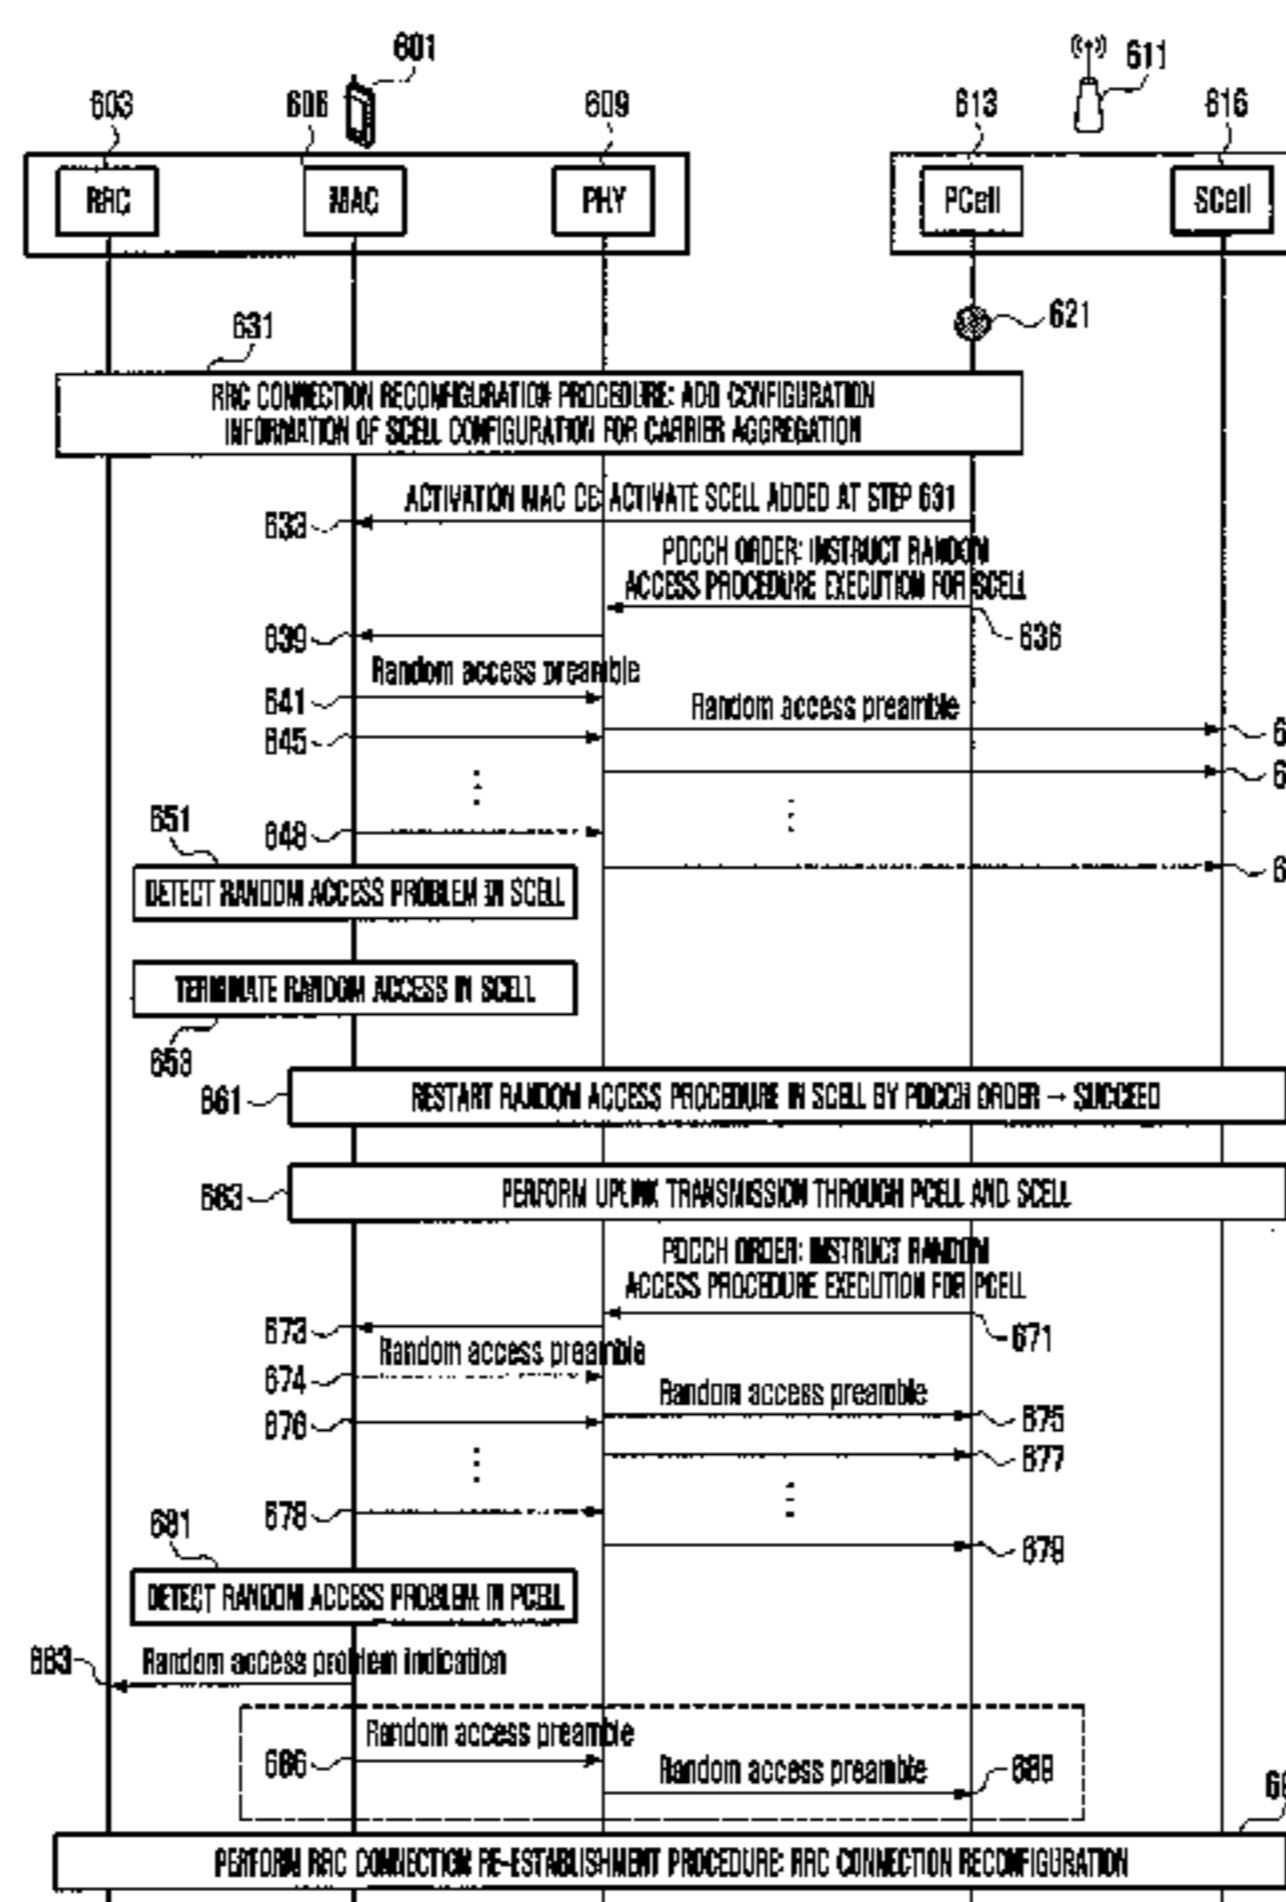 601
611
603
606
609
613
616
RRC
MAC
PHY
PCell
SCell
621
631
RRC CONNECTION RECONFIGURATION PROCEDURE: ADD CONFIGURATION
INFORMATION OF SCELL CONFIGURATION FOR CARRIER AGGREGATION
ACTIVATION MAC CE: ACTIVATE SCELL ADDED AT STEP 631
633
PDCCH ORDER: INSTRUCT RANDOM
ACCESS PROCEDURE EXECUTION FOR SCELL
639
636
Random access preamble
641
Random access preamble
645
648
651
DETECT RANDOM ACCESS PROBLEM IN SCELL
TERMINATE RANDOM ACCESS IN SCELL
653
661
RESTART RANDOM ACCESS PROCEDURE IN SCELL BY PDCCH ORDER → SUCCEED
663
PERFORM UPLINK TRANSMISSION THROUGH PCELL AND SCELL
PDCCH ORDER: INSTRUCT RANDOM
ACCESS PROCEDURE EXECUTION FOR PCELL
673
671
Random access preamble
674
Random access preamble
676
675
677
678
679
681
DETECT RANDOM ACCESS PROBLEM IN PCELL
683
Random access problem indication
Random access preamble
686
Random access preamble
689
PERFORM RRC CONNECTION RE-ESTABLISHMENT PROCEDURE: RRC CONNECTION RECONFIGURATION